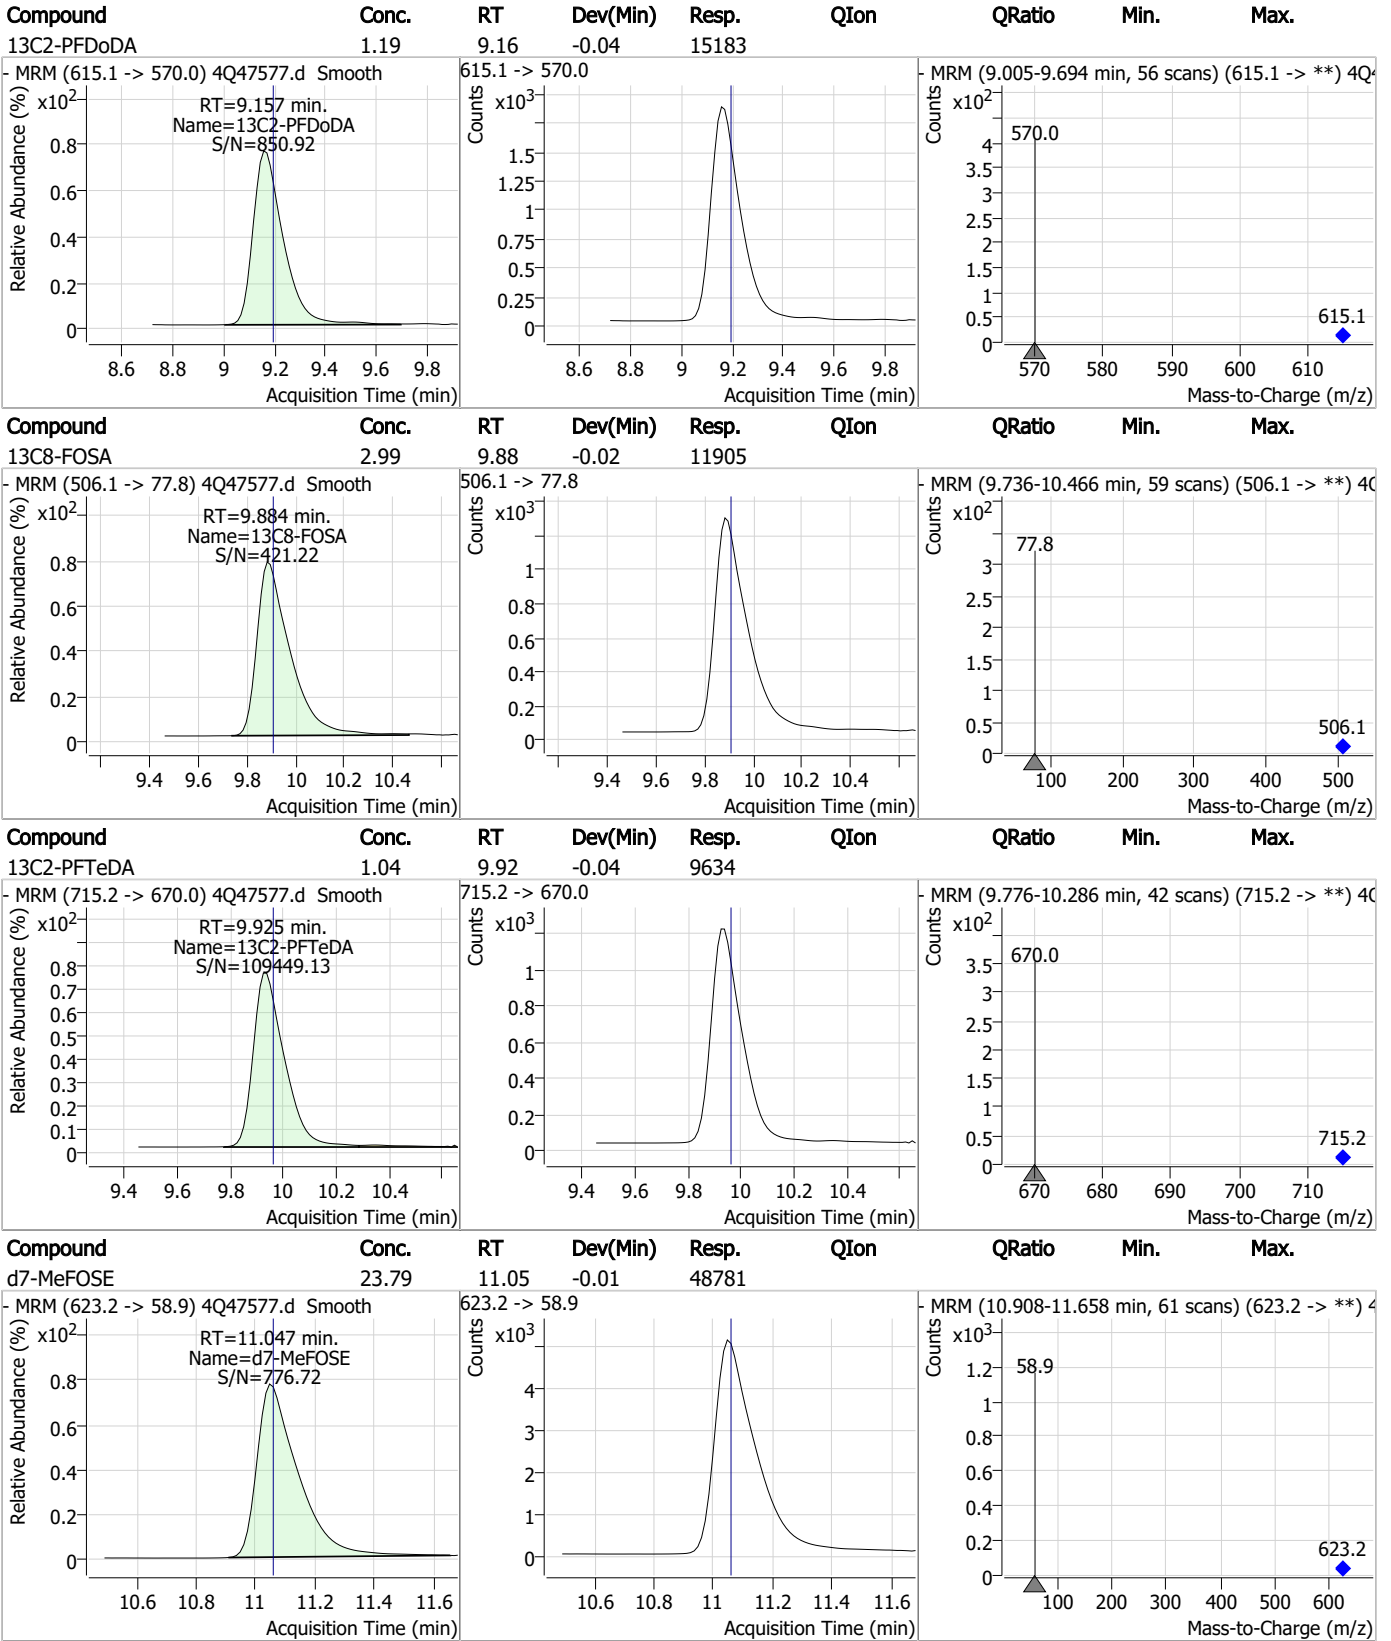 Compound Conc. RT Dev(Min) Resp. QIon QRatio Min. Max.
13C2-PFDoDA 1.19 9.16 -0.04 15183
- MRM (615.1 -> 570.0) 4Q47577.d Smooth
x10²
RT=9.157 min.
Name=13C2-PFDoDA
S/N=850.92
Relative Abundance (%)
0.8
0.6
0.4
0.2
0
8.6 8.8 9 9.2 9.4 9.6 9.8
Acquisition Time (min)
615.1 -> 570.0
Counts
x10³
1.5
1.25
1
0.75
0.5
0.25
0
8.6 8.8 9 9.2 9.4 9.6 9.8
Acquisition Time (min)
- MRM (9.005-9.694 min, 56 scans) (615.1 -> **) 4Q4
Counts
x10²
570.0
4
3.5
3
2.5
2
1.5
1
0.5
0
615.1
570 580 590 600 610
Mass-to-Charge (m/z)
Compound Conc. RT Dev(Min) Resp. QIon QRatio Min. Max.
13C8-FOSA 2.99 9.88 -0.02 11905
- MRM (506.1 -> 77.8) 4Q47577.d Smooth
x10²
RT=9.884 min.
Name=13C8-FOSA
S/N=421.22
Relative Abundance (%)
0.8
0.6
0.4
0.2
0
9.4 9.6 9.8 10 10.2 10.4
Acquisition Time (min)
506.1 -> 77.8
Counts
x10³
1
0.8
0.6
0.4
0.2
0
9.4 9.6 9.8 10 10.2 10.4
Acquisition Time (min)
- MRM (9.736-10.466 min, 59 scans) (506.1 -> **) 4Q
Counts
x10²
77.8
3
2.5
2
1.5
1
0.5
0
506.1
100 200 300 400 500
Mass-to-Charge (m/z)
Compound Conc. RT Dev(Min) Resp. QIon QRatio Min. Max.
13C2-PFTeDA 1.04 9.92 -0.04 9634
- MRM (715.2 -> 670.0) 4Q47577.d Smooth
x10²
RT=9.925 min.
Name=13C2-PFTeDA
S/N=109449.13
Relative Abundance (%)
0.8
0.7
0.6
0.5
0.4
0.3
0.2
0.1
0
9.4 9.6 9.8 10 10.2 10.4
Acquisition Time (min)
715.2 -> 670.0
Counts
x10³
1
0.8
0.6
0.4
0.2
0
9.4 9.6 9.8 10 10.2 10.4
Acquisition Time (min)
- MRM (9.776-10.286 min, 42 scans) (715.2 -> **) 4Q
Counts
x10²
670.0
3.5
3
2.5
2
1.5
1
0.5
0
715.2
670 680 690 700 710
Mass-to-Charge (m/z)
Compound Conc. RT Dev(Min) Resp. QIon QRatio Min. Max.
d7-MeFOSE 23.79 11.05 -0.01 48781
- MRM (623.2 -> 58.9) 4Q47577.d Smooth
x10²
RT=11.047 min.
Name=d7-MeFOSE
S/N=776.72
Relative Abundance (%)
0.8
0.6
0.4
0.2
0
10.6 10.8 11 11.2 11.4 11.6
Acquisition Time (min)
623.2 -> 58.9
Counts
x10³
4
3
2
1
0
10.6 10.8 11 11.2 11.4 11.6
Acquisition Time (min)
- MRM (10.908-11.658 min, 61 scans) (623.2 -> **) 4
Counts
x10³
58.9
1.2
1
0.8
0.6
0.4
0.2
0
623.2
100 200 300 400 500 600
Mass-to-Charge (m/z)